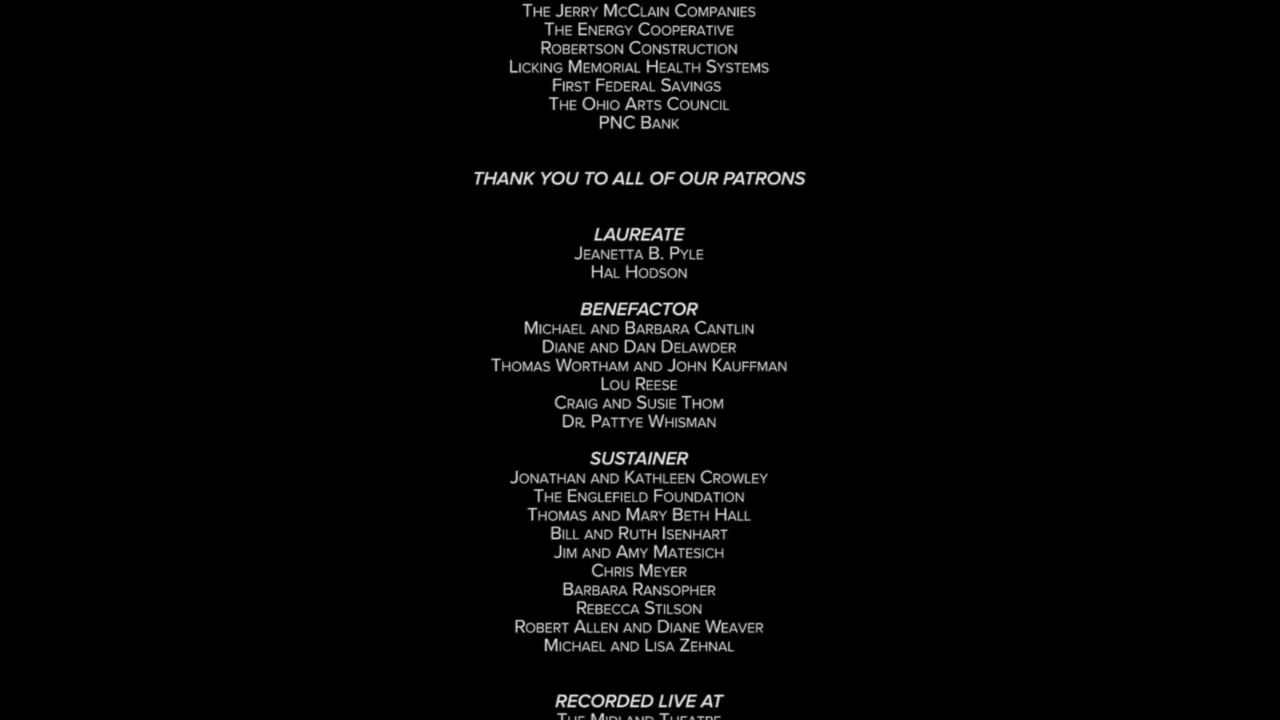 The Jerry McClain Companies
The Energy Cooperative
Robertson Construction
Licking Memorial Health Systems
First Federal Savings
The Ohio Arts Council
PNC Bank
THANK YOU TO ALL OF OUR PATRONS
LAUREATE
Jeanetta B. Pyle
Hal Hodson
BENEFACTOR
Michael and Barbara Cantlin
Diane and Dan Delawder
Thomas Wortham and John Kauffman
Lou Reese
Craig and Susie Thom
Dr. Pattye Whisman
SUSTAINER
Jonathan and Kathleen Crowley
The Englefield Foundation
Thomas and Mary Beth Hall
Bill and Ruth Isenhart
Jim and Amy Matesich
Chris Meyer
Barbara Ransopher
Rebecca Stilson
Robert Allen and Diane Weaver
Michael and Lisa Zehnal
RECORDED LIVE AT
The Midland Theatre